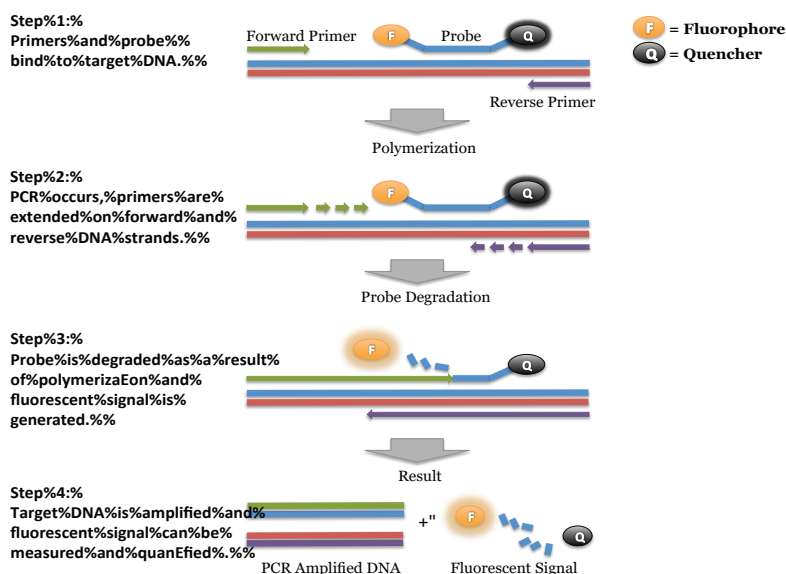 Step%1:%
Primers%and%probe%%
bind%to%target%DNA.%%
Forward Primer
F
Probe
Q
F = Fluorophore
Q = Quencher
Reverse Primer
Polymerization
Step%2:%
PCR%occurs,%primers%are%
extended%on%forward%and%
reverse%DNA%strands.%%
F
Q
Probe Degradation
Step%3:%
Probe%is%degraded%as%a%result%
of%polymerizaEon%and%
fluorescent%signal%is%
generated.%%
F
Q
Result
Step%4:%
Target%DNA%is%amplified%and%
fluorescent%signal%can%be%
measured%and%quanEfied%.%%
+"
F
Q
PCR Amplified DNA
Fluorescent Signal